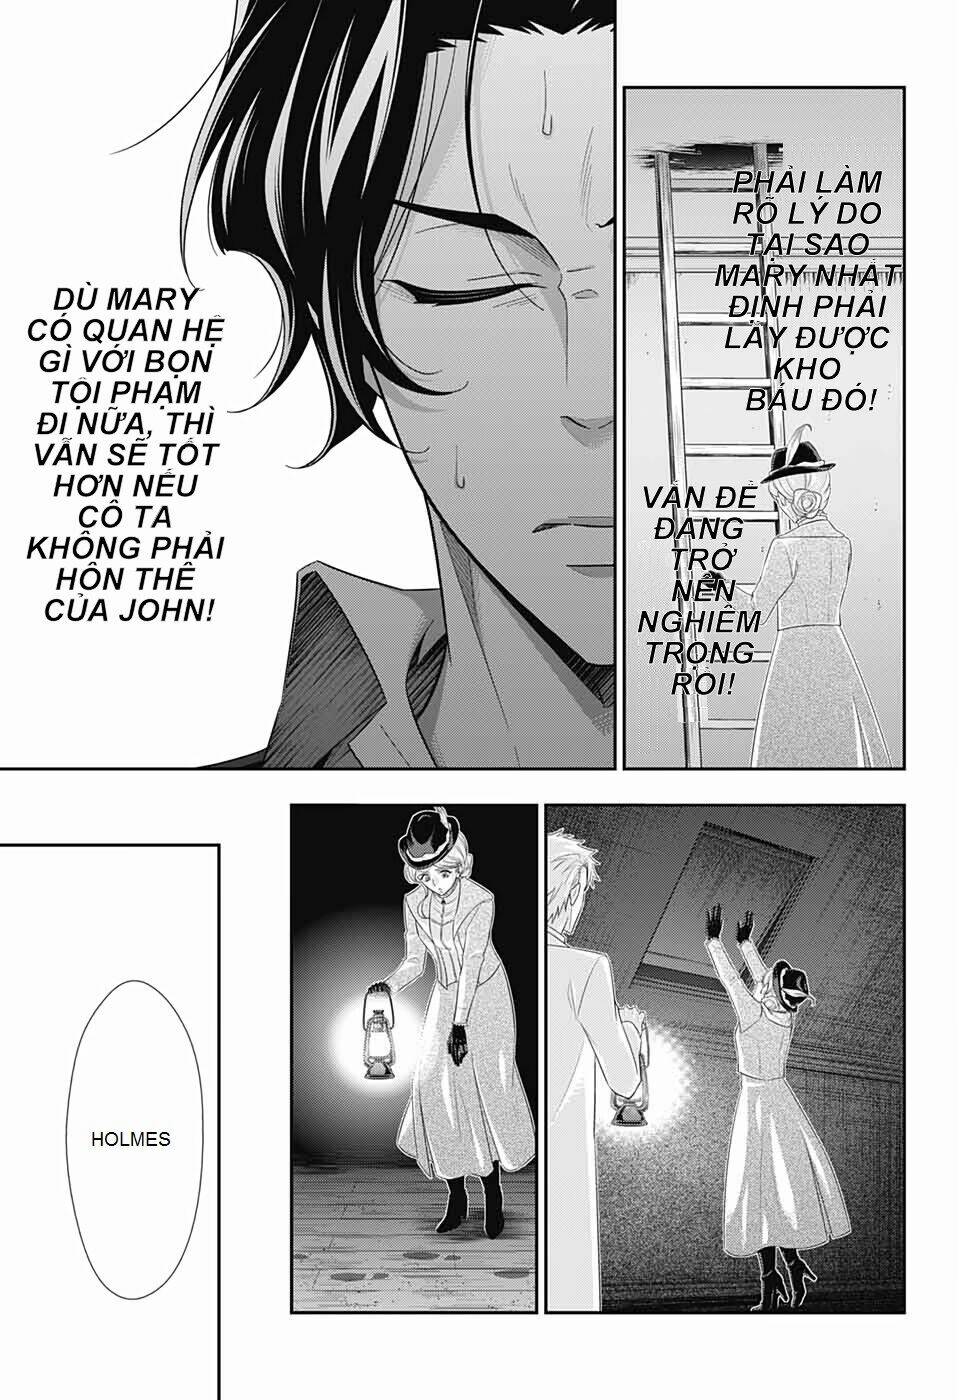 PHẢI LÀM
RÕ LÝ DO
TẠI SAO
MARY NHẤT
ĐỊNH PHẢI
LẤY ĐƯỢC
KHO
BÁU ĐÓ!
VẤN ĐỀ
ĐANG
TRỞ
NÊN
NGHIÊM
TRỌNG
RỒI!
DÙ MARY
CÓ QUAN HỆ
GÌ VỚI BỌN
TỘI PHẠM
ĐI NỮA, THÌ
VẪN SẼ TỐT
HƠN NẾU
CÔ TA
KHÔNG PHẢI
HÔN THÊ
CỦA JOHN!
HOLMES